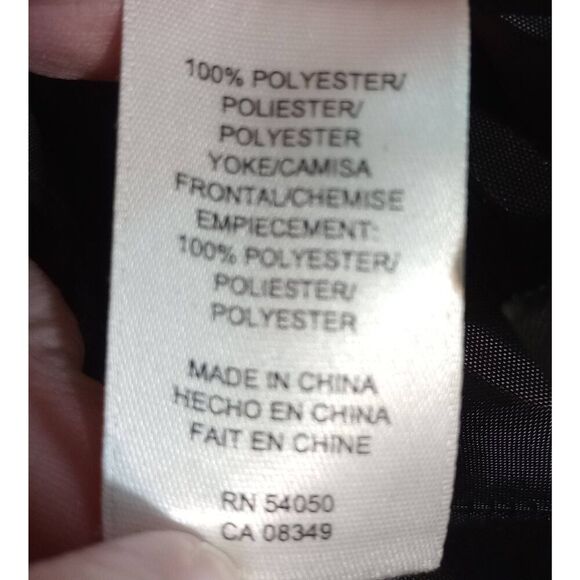 100% POLYESTER/
POLIESTER/
POLYESTER
YOKE/CAMISA
FRONTAL/CHEMISE
EMPIECEMENT:
100% POLYESTER/
POLIESTER/
POLYESTER
MADE IN CHINA
HECHO EN CHINA
FAIT EN CHINE
RN 54050
CA 08349